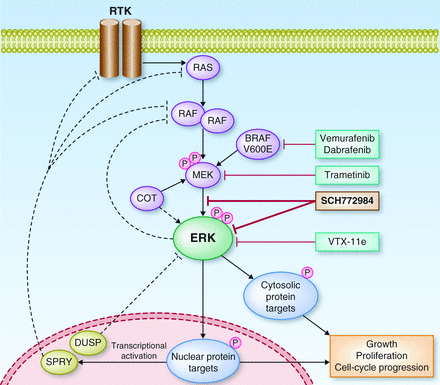 RTK
RAS
RAF
RAF
BRAF
V600E
Vemurafenib
Dabrafenib
P
P
MEK
Trametinib
COT
SCH772984
P
P
ERK
VTX-11e
P
Cytosolic
protein
targets
DUSP
SPRY
Transcriptional
activation
P
Nuclear protein
targets
Growth
Proliferation
Cell-cycle progression